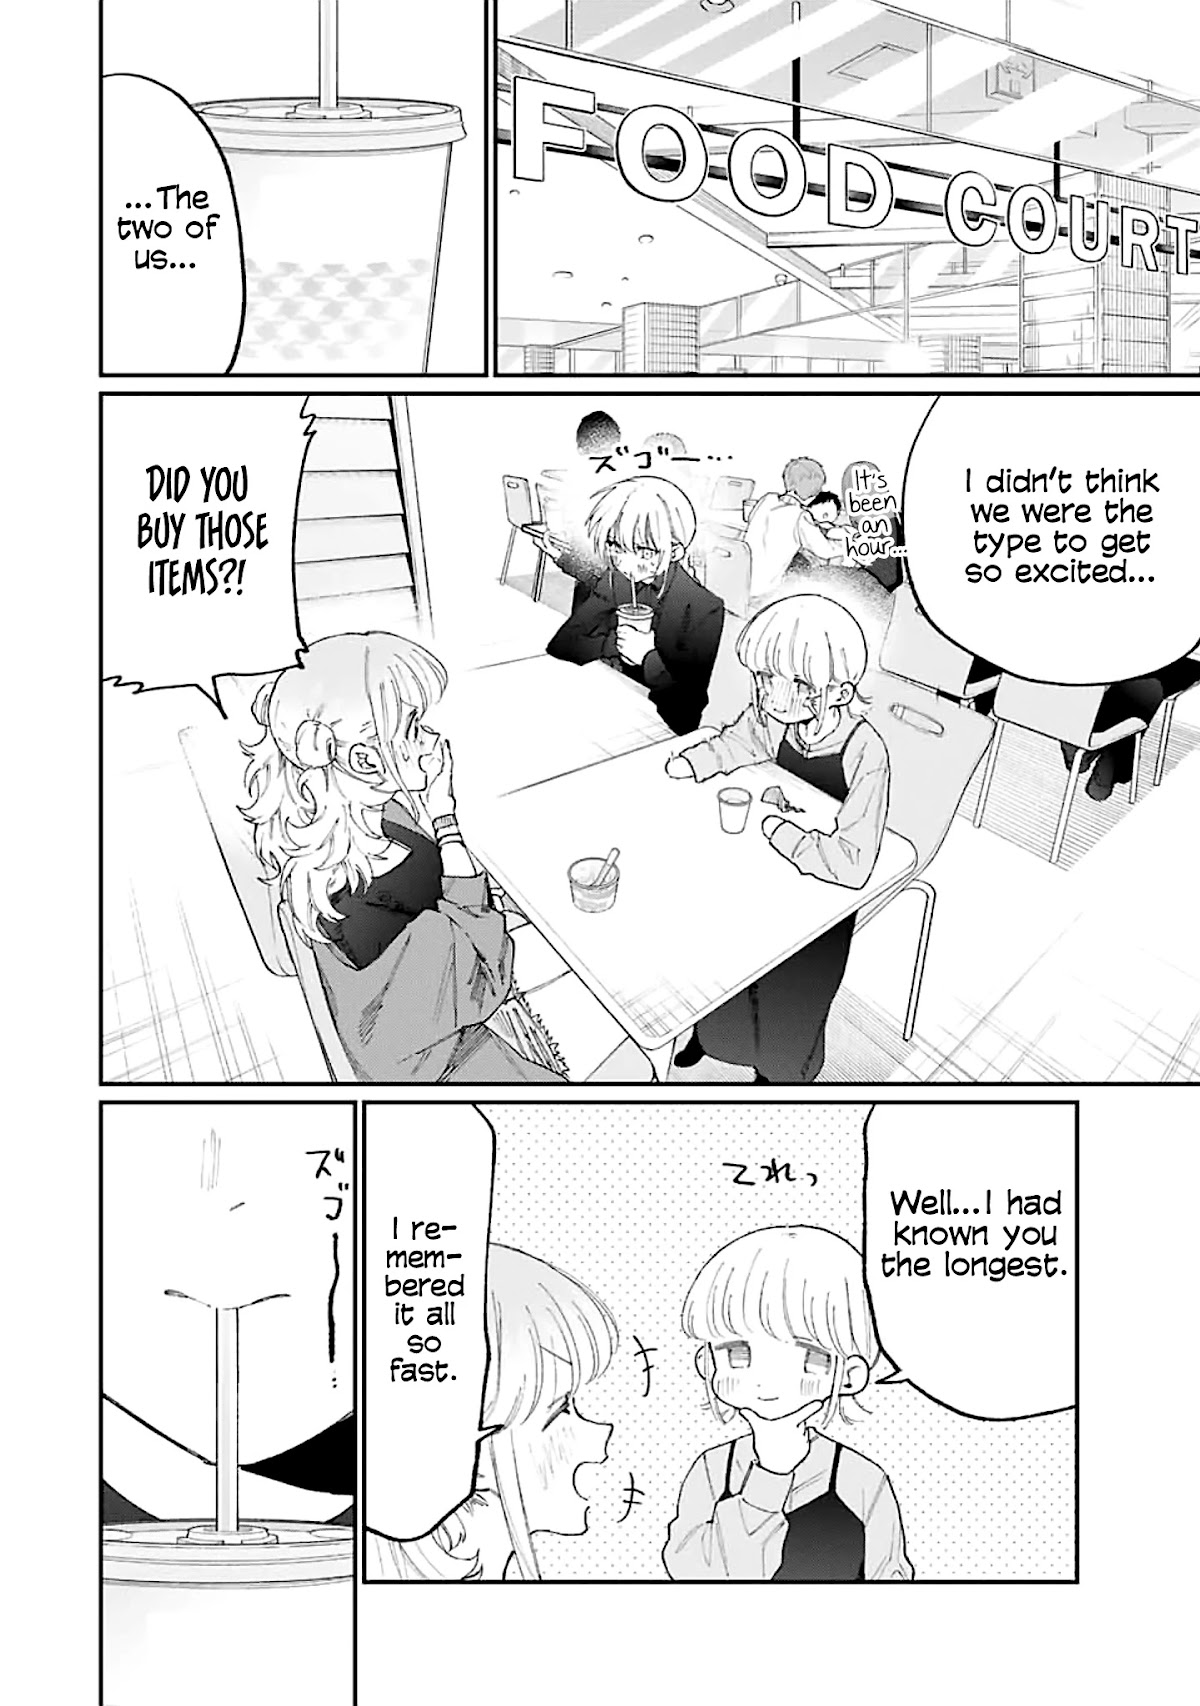 FOOD COURT
...The
two of
us...
I didn't think
we were the
type to get
so excited...
It's
been
an
hour...
ズゴー…
DID YOU
BUY THOSE
ITEMS?!
Well...I had
known you
the longest.
てれっ
I re-
mem-
bered
it all
so
fast.
ズゴー…